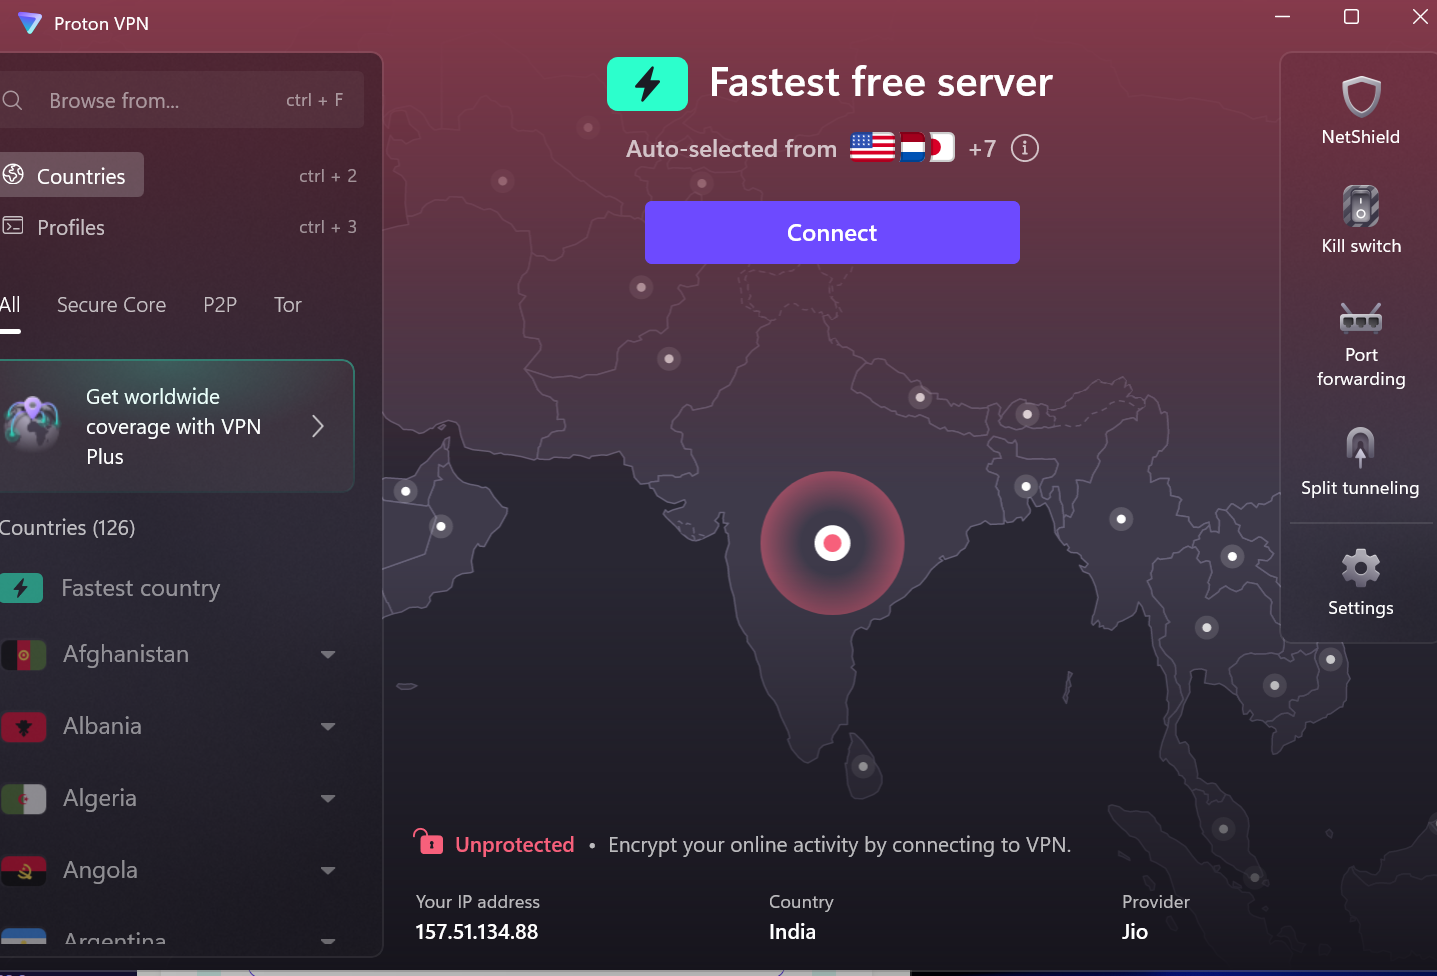 Proton VPN
Browse from...
ctrl + F
Countries
ctrl + 2
Profiles
ctrl + 3
All
Secure Core
P2P
Tor
Get worldwide
coverage with VPN
Plus
Countries (126)
Fastest country
Afghanistan
Albania
Algeria
Angola
Argentina
Fastest free server
Auto-selected from
+7
Connect
Unprotected • Encrypt your online activity by connecting to VPN.
Your IP address
157.51.134.88
Country
India
Provider
Jio
NetShield
Kill switch
Port
forwarding
Split tunneling
Settings